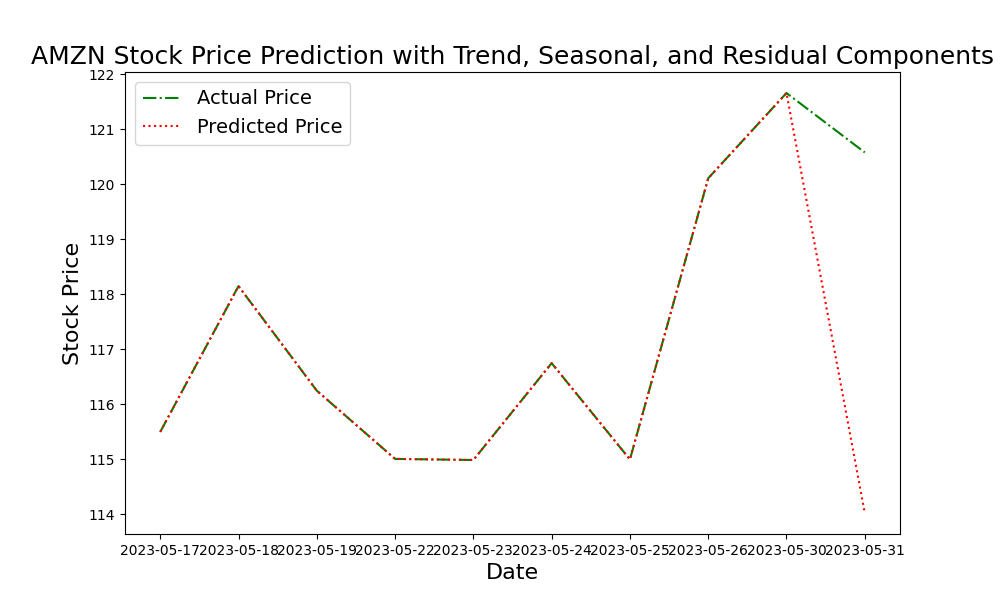 AMZN Stock Price Prediction with Trend, Seasonal, and Residual Components
Actual Price
Predicted Price
122
121
120
119
118
117
116
115
114
Stock Price
2023-05-17 2023-05-18 2023-05-19 2023-05-22 2023-05-23 2023-05-24 2023-05-25 2023-05-26 2023-05-30 2023-05-31
Date